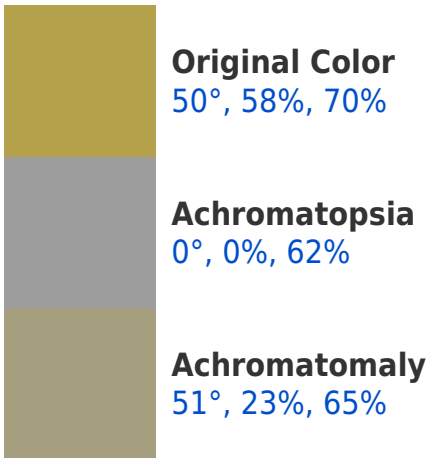 Original Color
50°, 58%, 70%
Achromatopsia
0°, 0%, 62%
Achromatomaly
51°, 23%, 65%